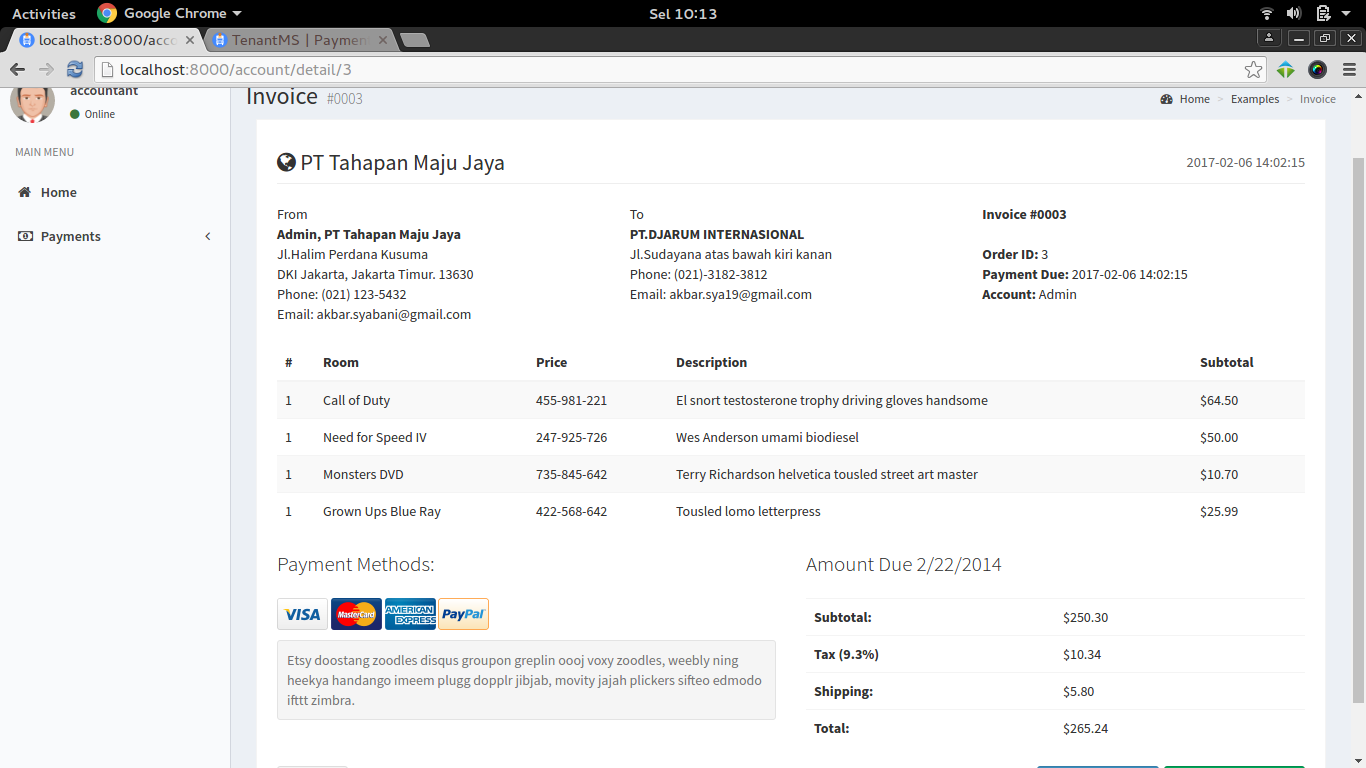 Activities Google Chrome Sel 10:13
localhost:8000/acc TenantMS | Paymen
localhost:8000/account/detail/3
accountant
Online
MAIN MENU
Home
Payments
Invoice #0003
Home > Examples > Invoice
PT Tahapan Maju Jaya 2017-02-06 14:02:15
From
Admin, PT Tahapan Maju Jaya
Jl.Halim Perdana Kusuma
DKI Jakarta, Jakarta Timur. 13630
Phone: (021) 123-5432
Email: akbar.syabani@gmail.com
To
PT.DJARUM INTERNASIONAL
Jl.Sudayana atas bawah kiri kanan
Phone: (021)-3182-3812
Email: akbar.sya19@gmail.com
Invoice #0003
Order ID: 3
Payment Due: 2017-02-06 14:02:15
Account: Admin
# Room Price Description Subtotal
1 Call of Duty 455-981-221 El snort testosterone trophy driving gloves handsome $64.50
1 Need for Speed IV 247-925-726 Wes Anderson umami biodiesel $50.00
1 Monsters DVD 735-845-642 Terry Richardson helvetica tousled street art master $10.70
1 Grown Ups Blue Ray 422-568-642 Tousled lomo letterpress $25.99
Payment Methods:
VISA MasterCard AMERICAN EXPRESS PayPal
Etsy doostang zoodles disqus groupon greplin oooj voxy zoodles, weebly ning
heekya handango imeem plugg dopplr jibjab, movity jajah plickers sifteo edmodo
ifttt zimbra.
Amount Due 2/22/2014
Subtotal: $250.30
Tax (9.3%) $10.34
Shipping: $5.80
Total: $265.24